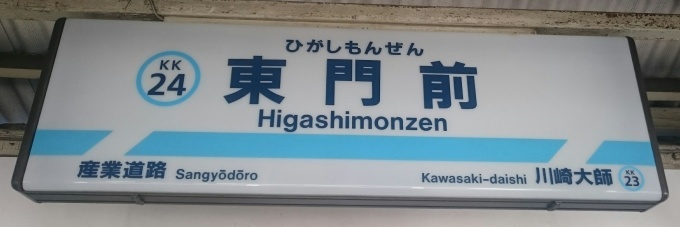 ひがしもんぜん
KK
24
東門前
Higashimonzen
産業道路 Sangyōdōro
Kawasaki-daishi 川崎大師 KK 23